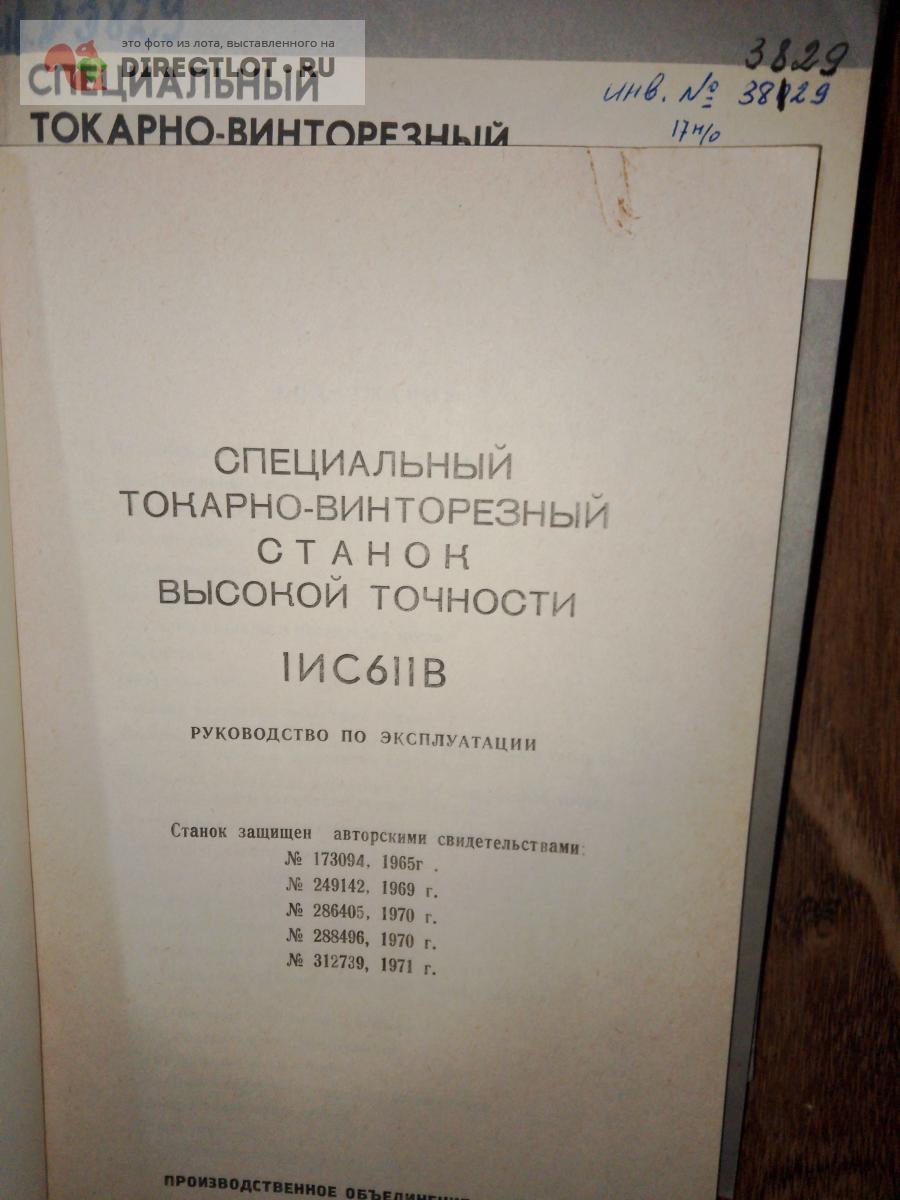 это фото из лота, выставленного на
DIRECTLOT.RU
3829
СПЕЦИАЛЬНЫЙ
инв. № 38129
ТОКАРНО-ВИНТОРЕЗНЫЙ
17н/о
СПЕЦИАЛЬНЫЙ
ТОКАРНО-ВИНТОРЕЗНЫЙ
СТАНОК
ВЫСОКОЙ ТОЧНОСТИ
1ИС611В
РУКОВОДСТВО ПО ЭКСПЛУАТАЦИИ
Станок защищен авторскими свидетельствами:
№ 173094, 1965г .
№ 249142, 1969 г.
№ 286405, 1970 г.
№ 288496, 1970 г.
№ 312739, 1971 г.
ПРОИЗВОДСТВЕННОЕ ОБЪЕДИНЕНИЕ